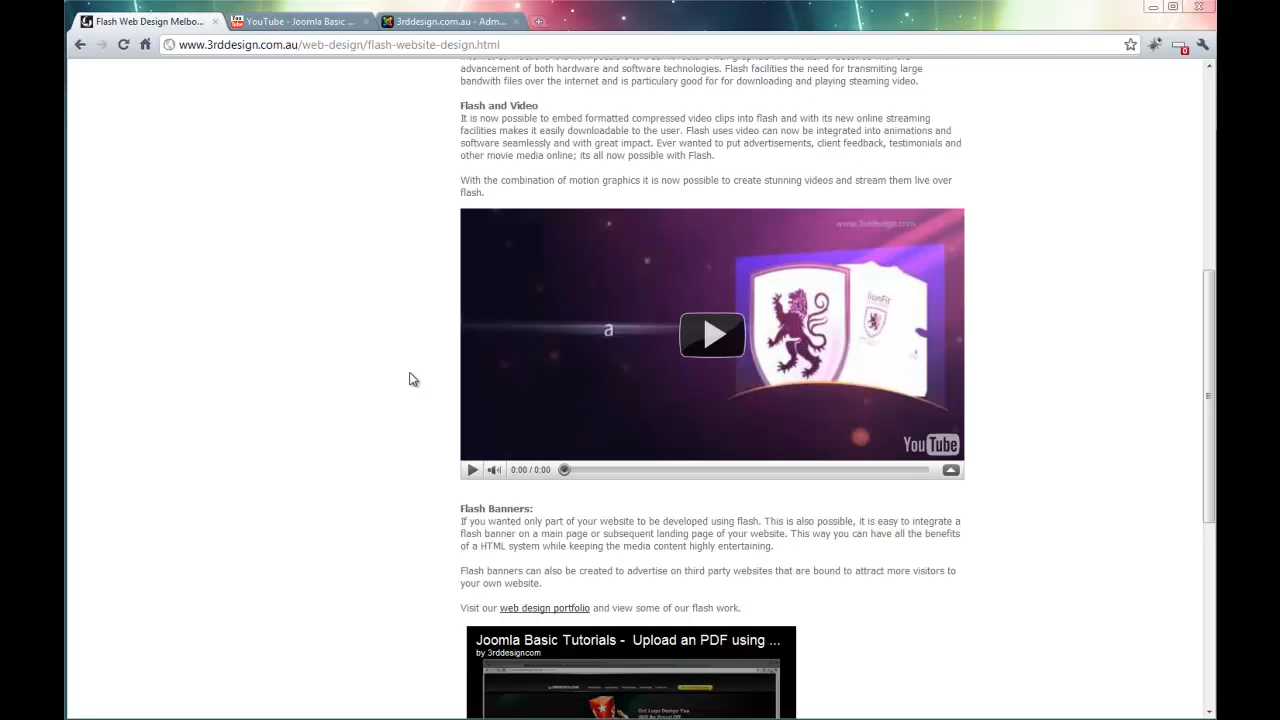 Flash Web Design Melbo...
YouTube - Joomla Basic ...
3rddesign.com.au - Adm...
www.3rddesign.com.au/web-design/flash-website-design.html
0
advancement of both hardware and software technologies. Flash facilities the need for transmiting large
bandwith files over the internet and is particulary good for for downloading and playing steaming video.
Flash and Video
It is now possible to embed formatted compressed video clips into flash and with its new online streaming
facilities makes it easily downloadable to the user. Flash uses video can now be integrated into animations and
software seamlessly and with great impact. Ever wanted to put advertisements, client feedback, testimonials and
other movie media online; its all now possible with Flash.
With the combination of motion graphics it is now possible to create stunning videos and stream them live over
flash.
www.3rddesign.com
a
lionFit
YouTube
0:00 / 0:00
Flash Banners:
If you wanted only part of your website to be developed using flash. This is also possible, it is easy to integrate a
flash banner on a main page or subsequent landing page of your website. This way you can have all the benefits
of a HTML system while keeping the media content highly entertaining.
Flash banners can also be created to advertise on third party websites that are bound to attract more visitors to
your own website.
Visit our web design portfolio and view some of our flash work.
Joomla Basic Tutorials - Upload an PDF using ...
by 3rddesigncom
Get Logo Design You
Will Be Proud Of!